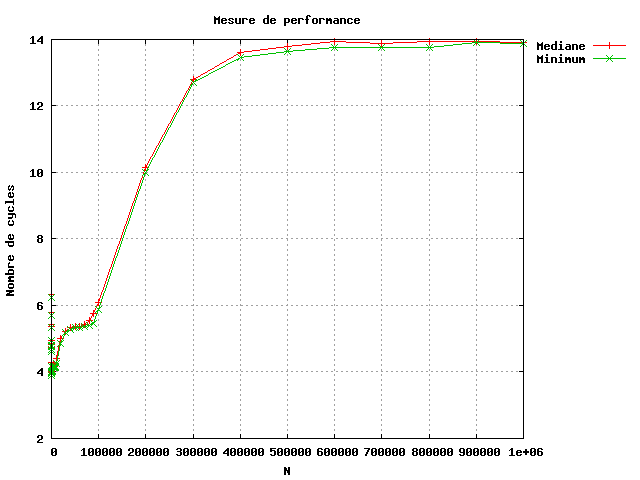 Mesure de performance
Mediane
Minimum
Nombre de cycles
14
12
10
8
6
4
2
0 100000 200000 300000 400000 500000 600000 700000 800000 900000 1e+06
N